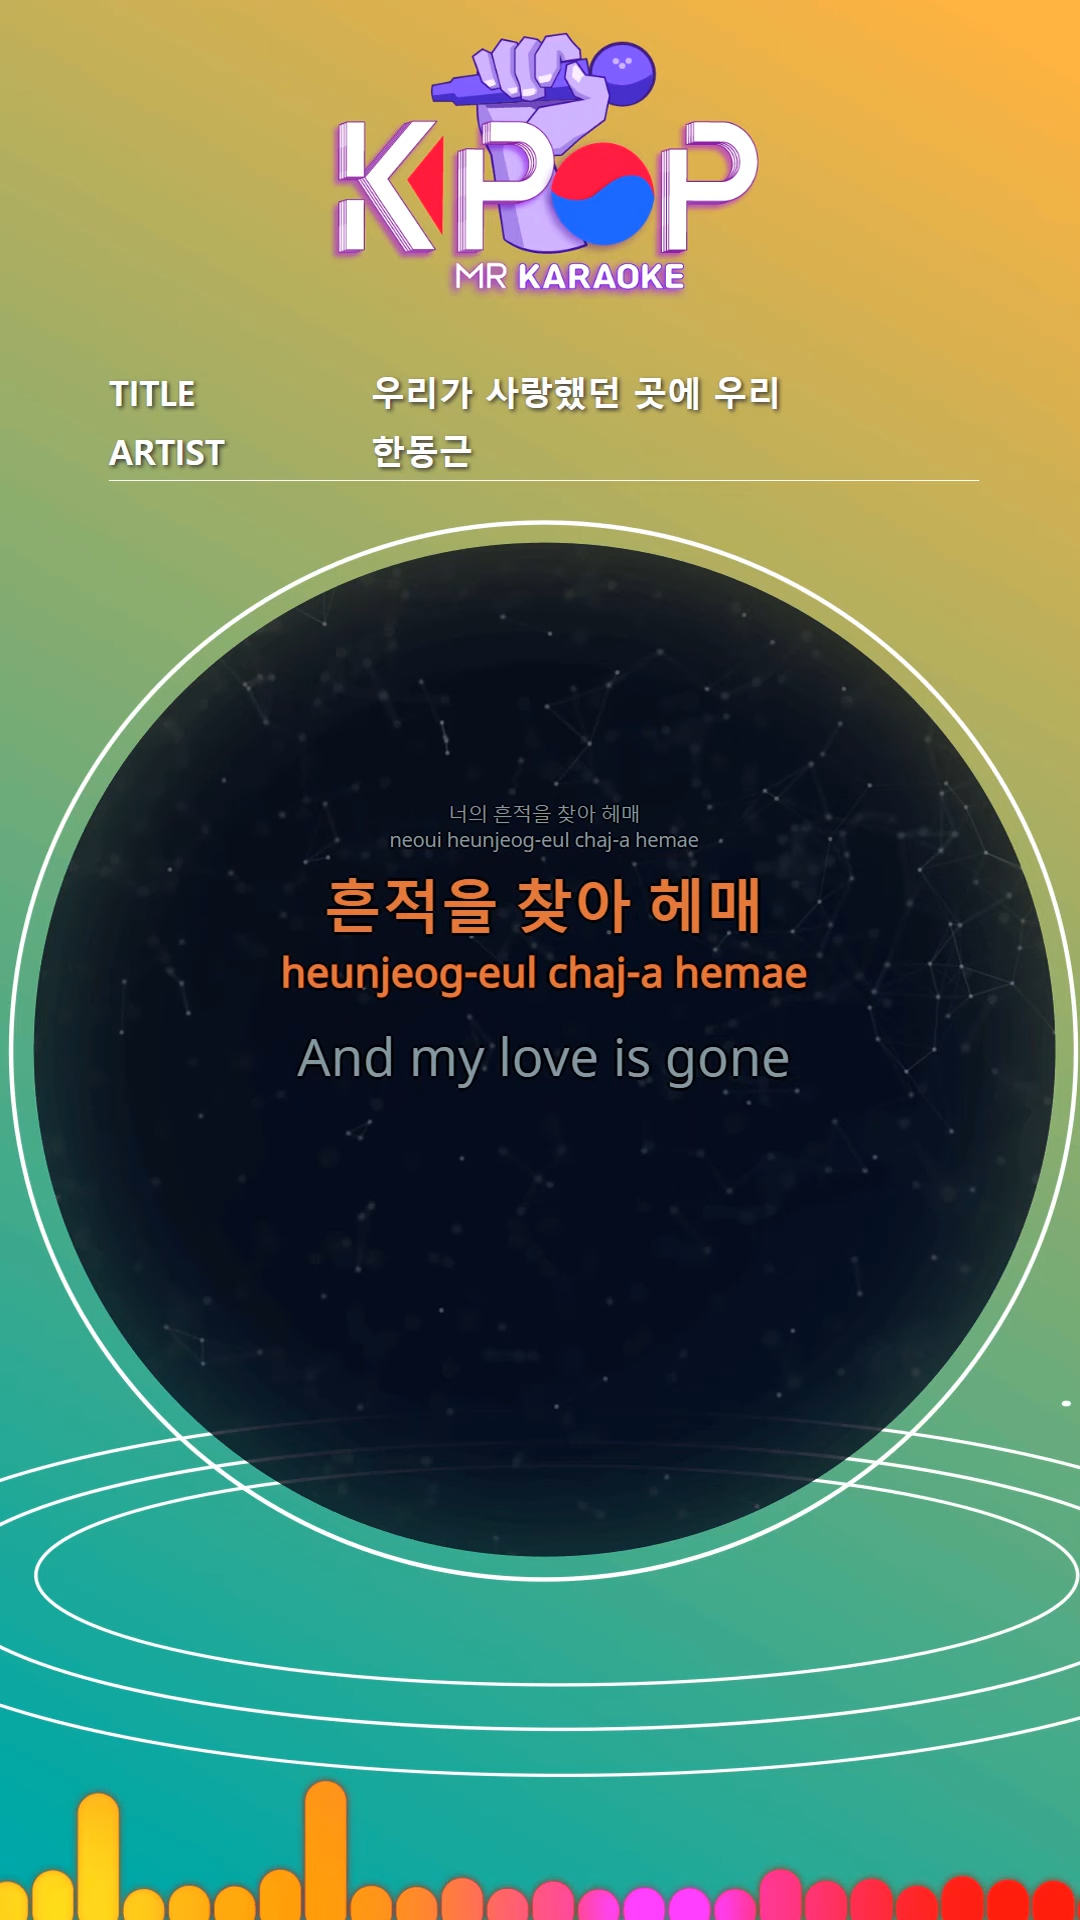 KPOP
MR KARAOKE
TITLE 우리가 사랑했던 곳에 우리
ARTIST 한동근
너의 흔적을 찾아 헤매
neoui heunjeog-eul chaj-a hemae
흔적을 찾아 헤매
heunjeog-eul chaj-a hemae
And my love is gone